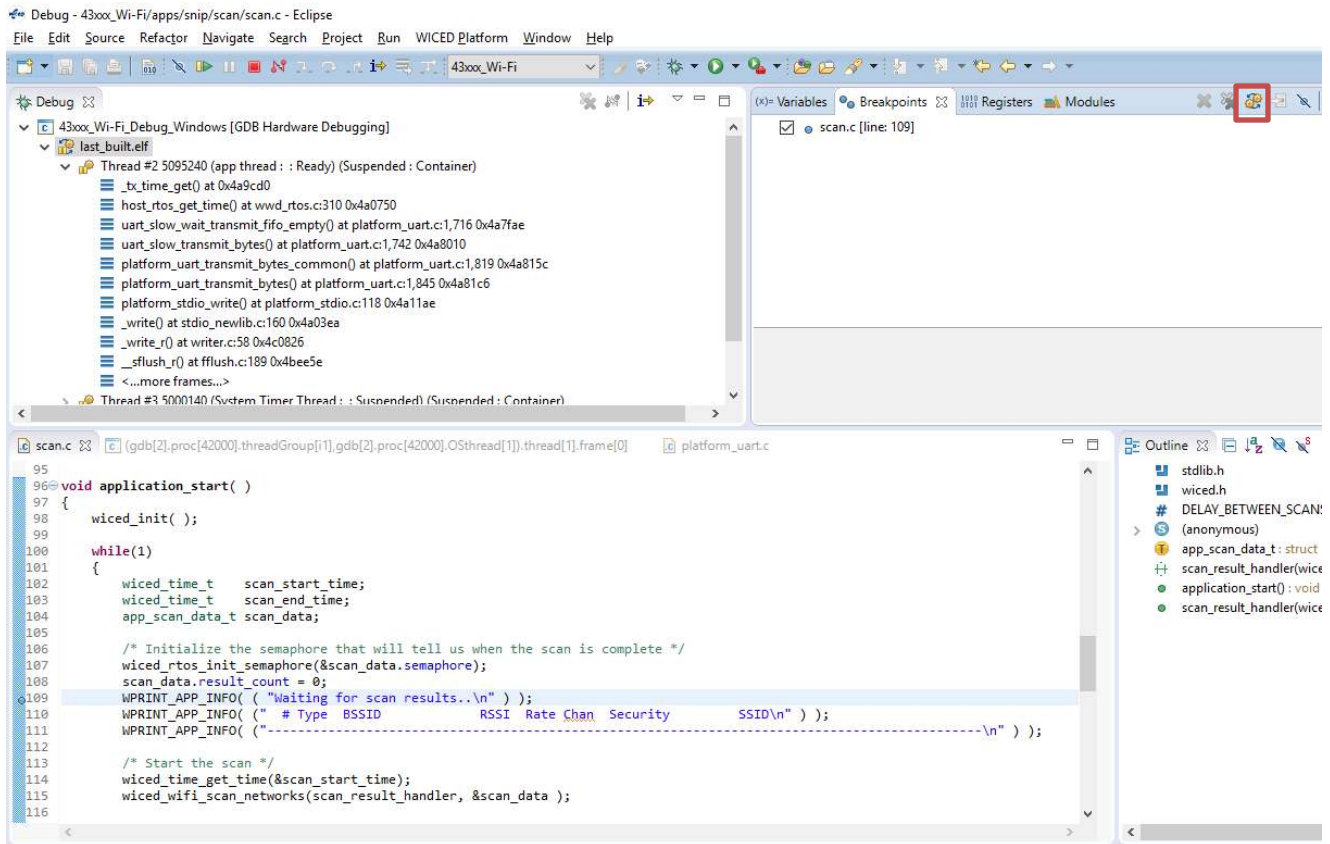 Debug - 43xxx_Wi-Fi/apps/snip/scan/scan.c - Eclipse
File Edit Source Refactor Navigate Search Project Run WICED Platform Window Help
43xxx_Wi-Fi
Debug
43xxx_Wi-Fi_Debug_Windows [GDB Hardware Debugging]
last_built.elf
Thread #2 5095240 (app thread : : Ready) (Suspended : Container)
_tx_time_get() at 0x4a9cd0
host_rtos_get_time() at wwd_rtos.c:310 0x4a0750
uart_slow_wait_transmit_fifo_empty() at platform_uart.c:1,716 0x4a7fae
uart_slow_transmit_bytes() at platform_uart.c:1,742 0x4a8010
platform_uart_transmit_bytes_common() at platform_uart.c:1,819 0x4a815c
platform_uart_transmit_bytes() at platform_uart.c:1,845 0x4a81c6
platform_stdio_write() at platform_stdio.c:118 0x4a11ae
_write() at stdio_newlib.c:160 0x4a03ea
_write_r() at writer.c:58 0x4c0826
__sflush_r() at fflush.c:189 0x4bee5e
<...more frames...>
Thread #3 5000140 (System Timer Thread : : Suspended) (Suspended : Container)
(x)= Variables Breakpoints Registers Modules
scan.c [line: 109]
scan.c (gdb[2].proc[42000].threadGroup[i1],gdb[2].proc[42000].OSthread[1]).thread[1].frame[0] platform_uart.c
95
96 void application_start( )
97 {
98 wiced_init( );
99
100 while(1)
101 {
102 wiced_time_t scan_start_time;
103 wiced_time_t scan_end_time;
104 app_scan_data_t scan_data;
105
106 /* Initialize the semaphore that will tell us when the scan is complete */
107 wiced_rtos_init_semaphore(&scan_data.semaphore);
108 scan_data.result_count = 0;
109 WPRINT_APP_INFO( ( "Waiting for scan results..\n" ) );
110 WPRINT_APP_INFO( (" # Type BSSID RSSI Rate Chan Security SSID\n" ) );
111 WPRINT_APP_INFO( ("----------------------------------------------------------------------------------------------\n" ) );
112
113 /* Start the scan */
114 wiced_time_get_time(&scan_start_time);
115 wiced_wifi_scan_networks(scan_result_handler, &scan_data );
116
Outline
stdlib.h
wiced.h
DELAY_BETWEEN_SCANS
(anonymous)
app_scan_data_t : struct
scan_result_handler(wice
application_start() : void
scan_result_handler(wice